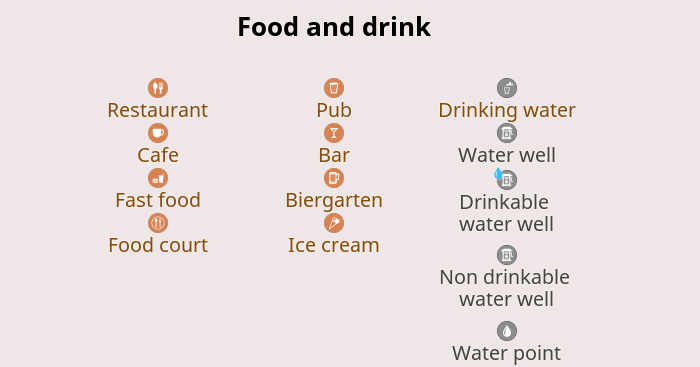 Food and drink
Restaurant
Cafe
Fast food
Food court
Pub
Bar
Biergarten
Ice cream
Drinking water
Water well
Drinkable
water well
Non drinkable
water well
Water point